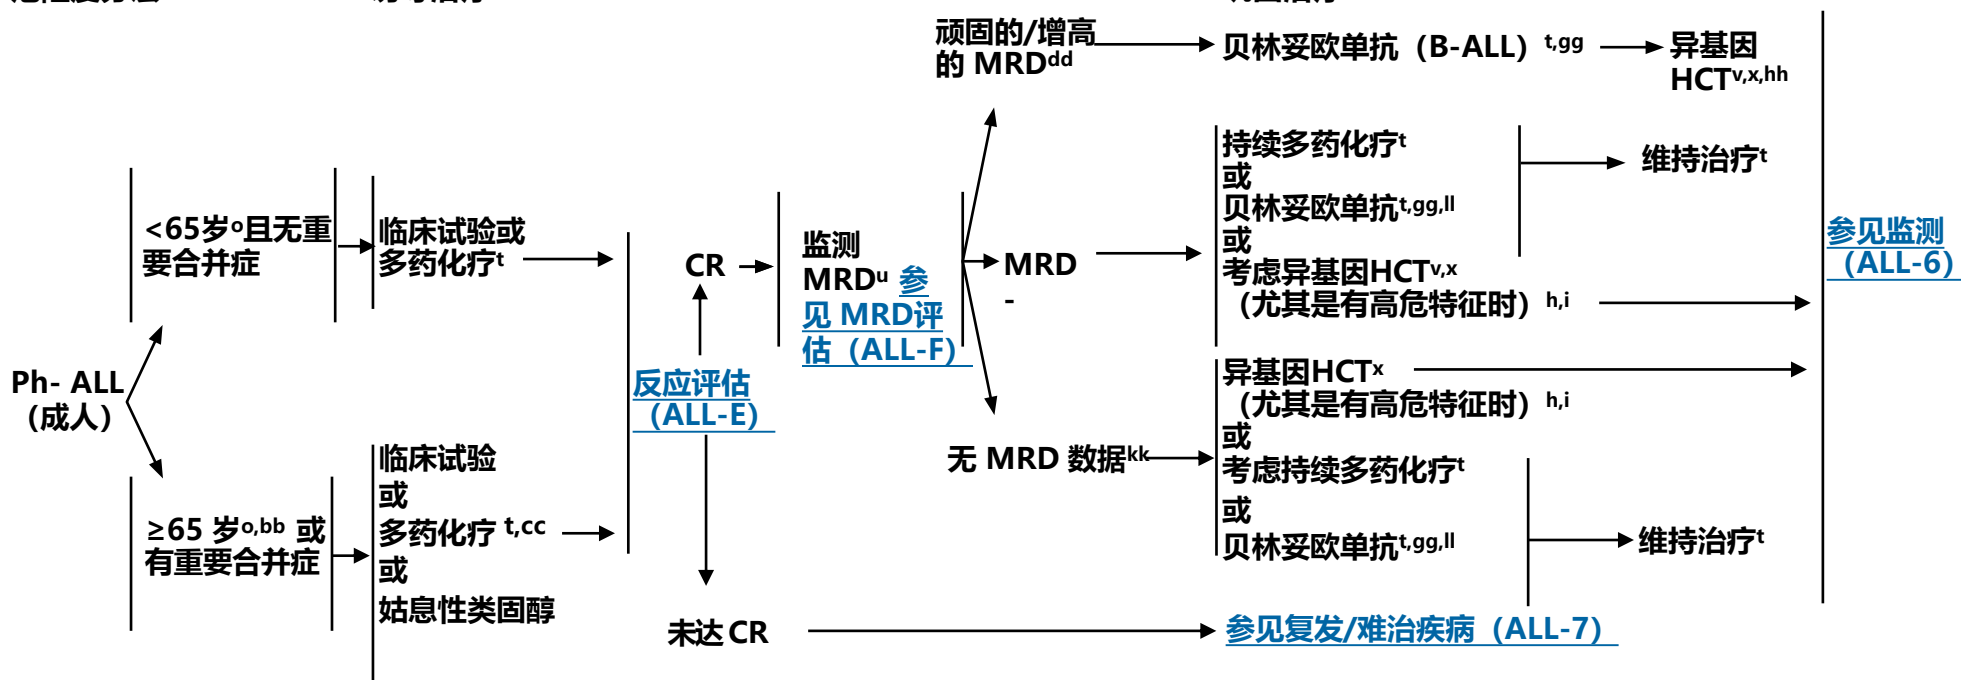 顽固的/增高
的 MRDdd
贝林妥欧单抗（B-ALL）t,gg
异基因
HCTv,x,hh
持续多药化疗t
或
贝林妥欧单抗t,gg,ll
或
考虑异基因HCTv,x
（尤其是有高危特征时）h,i
维持治疗t
<65岁o且无重
要合并症
临床试验或
多药化疗t
CR
监测
MRDu 参
见 MRD评
估（ALL-F）
MRD
-
参见监测
（ALL-6）
Ph- ALL
（成人）
反应评估
（ALL-E）
异基因HCTx
（尤其是有高危特征时）h,i
或
考虑持续多药化疗t
或
贝林妥欧单抗t,gg,ll
无 MRD 数据kk
维持治疗t
≥65 岁o,bb 或
有重要合并症
临床试验
或
多药化疗 t,cc
或
姑息性类固醇
未达 CR
参见复发/难治疾病（ALL-7）